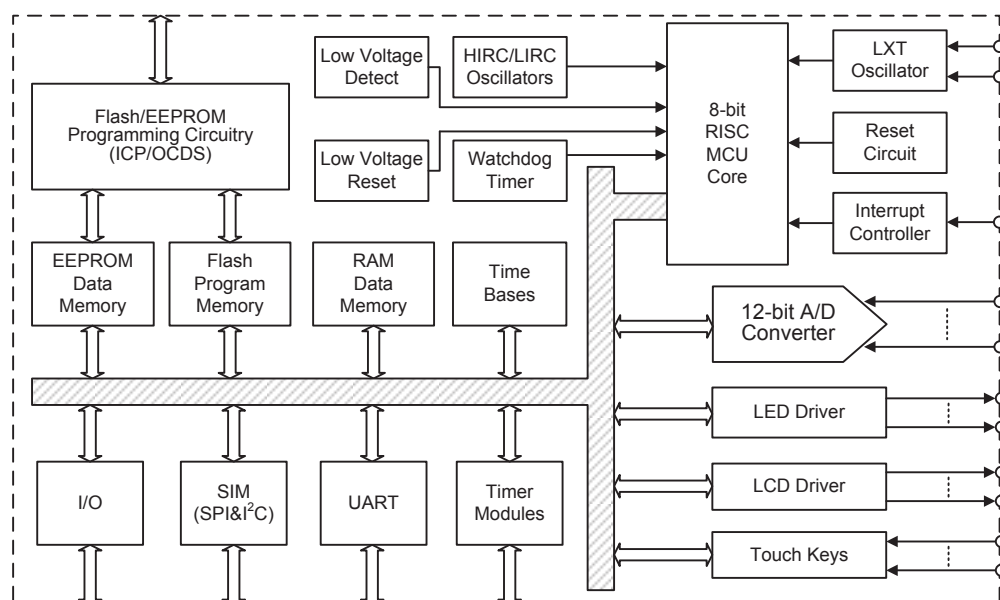 Flash/EEPROM
Programming Circuitry
(ICP/OCDS)
Low Voltage
Detect
HIRC/LIRC
Oscillators
Low Voltage
Reset
Watchdog
Timer
8-bit
RISC
MCU
Core
LXT
Oscillator
Reset
Circuit
Interrupt
Controller
EEPROM
Data
Memory
Flash
Program
Memory
RAM
Data
Memory
Time
Bases
12-bit A/D
Converter
LED Driver
LCD Driver
Touch Keys
I/O
SIM
(SPI&I²C)
UART
Timer
Modules